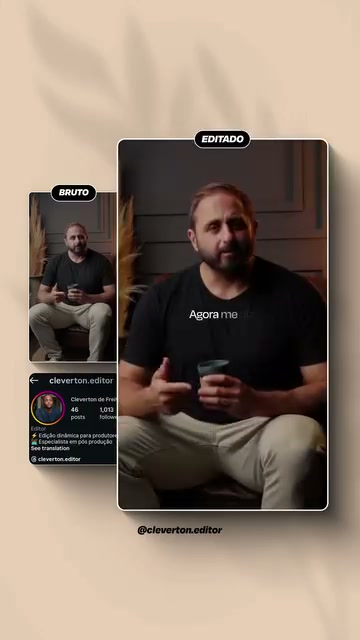 EDITADO
BRUTO
Agora me
cleverton.editor
Cleverton de Frei
46
1,013
posts
followe
Editor
⚡ Edição dinâmica para produtore
Especialista em pós produção
See translation
cleverton.editor
@cleverton.editor